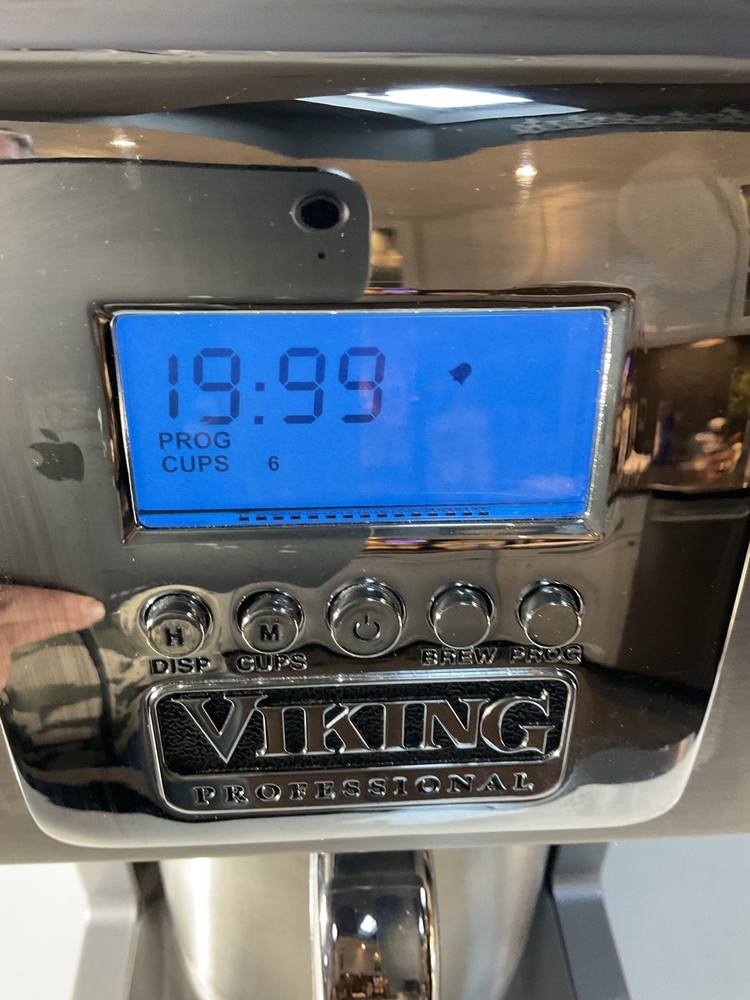 19:99
PROG
CUPS 6
H M
DISP CUPS BREW PROG
VIKING
PROFESSIONAL